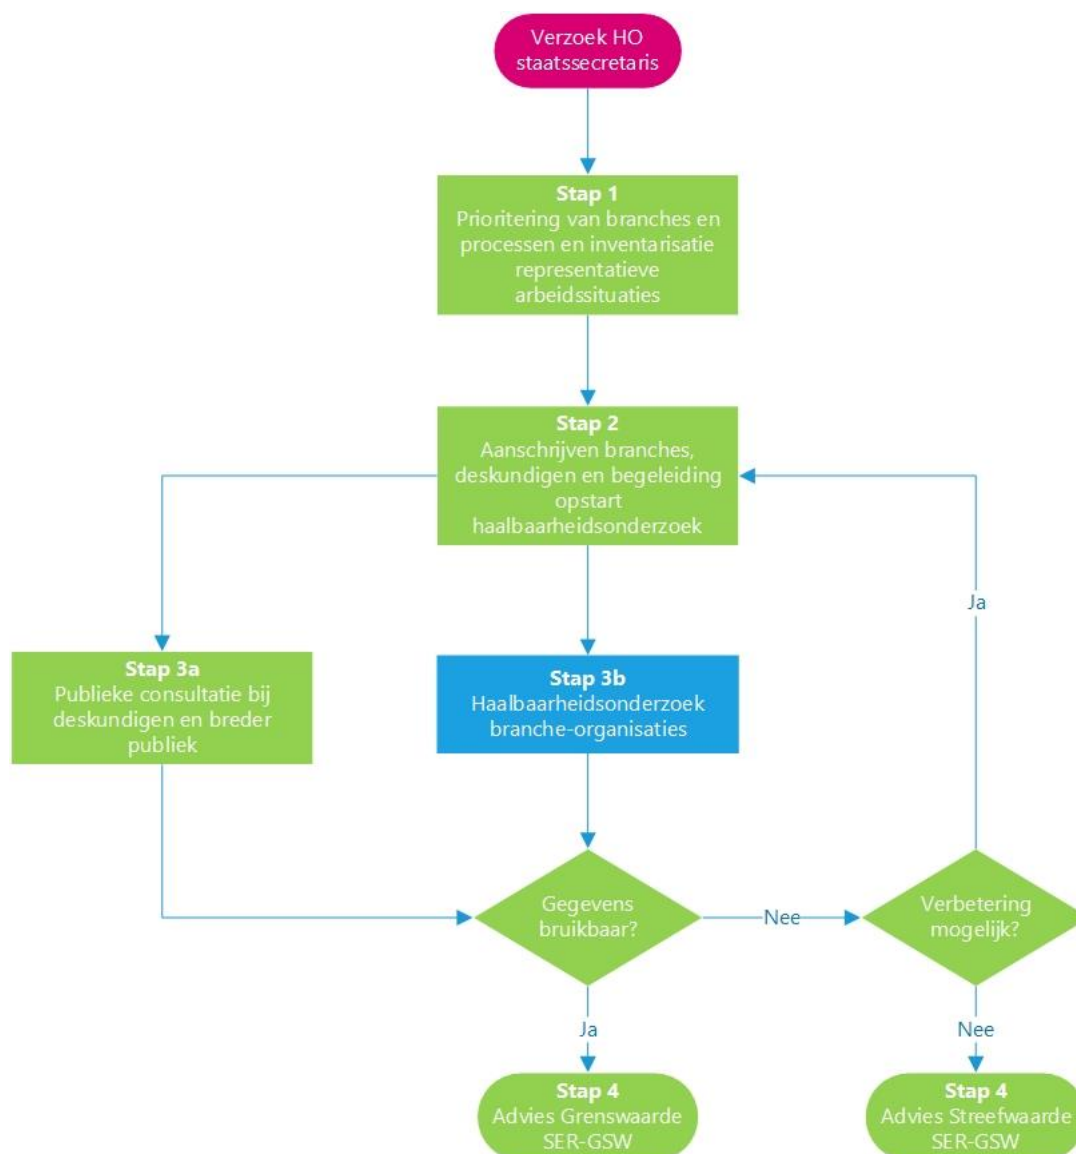 Verzoek HO
staatssecretaris
Stap 1
Prioritering van branches en
processen en inventarisatie
representatieve
arbeidssituaties
Stap 2
Aanschrijven branches,
deskundigen en begeleiding
opstart
haalbaarheidsonderzoek
Ja
Stap 3a
Publieke consultatie bij
deskundigen en breder
publiek
Stap 3b
Haalbaarheidsonderzoek
branche-organisaties
Gegevens
bruikbaar?
Nee
Verbetering
mogelijk?
Ja
Nee
Stap 4
Advies Grenswaarde
SER-GSW
Stap 4
Advies Streefwaarde
SER-GSW